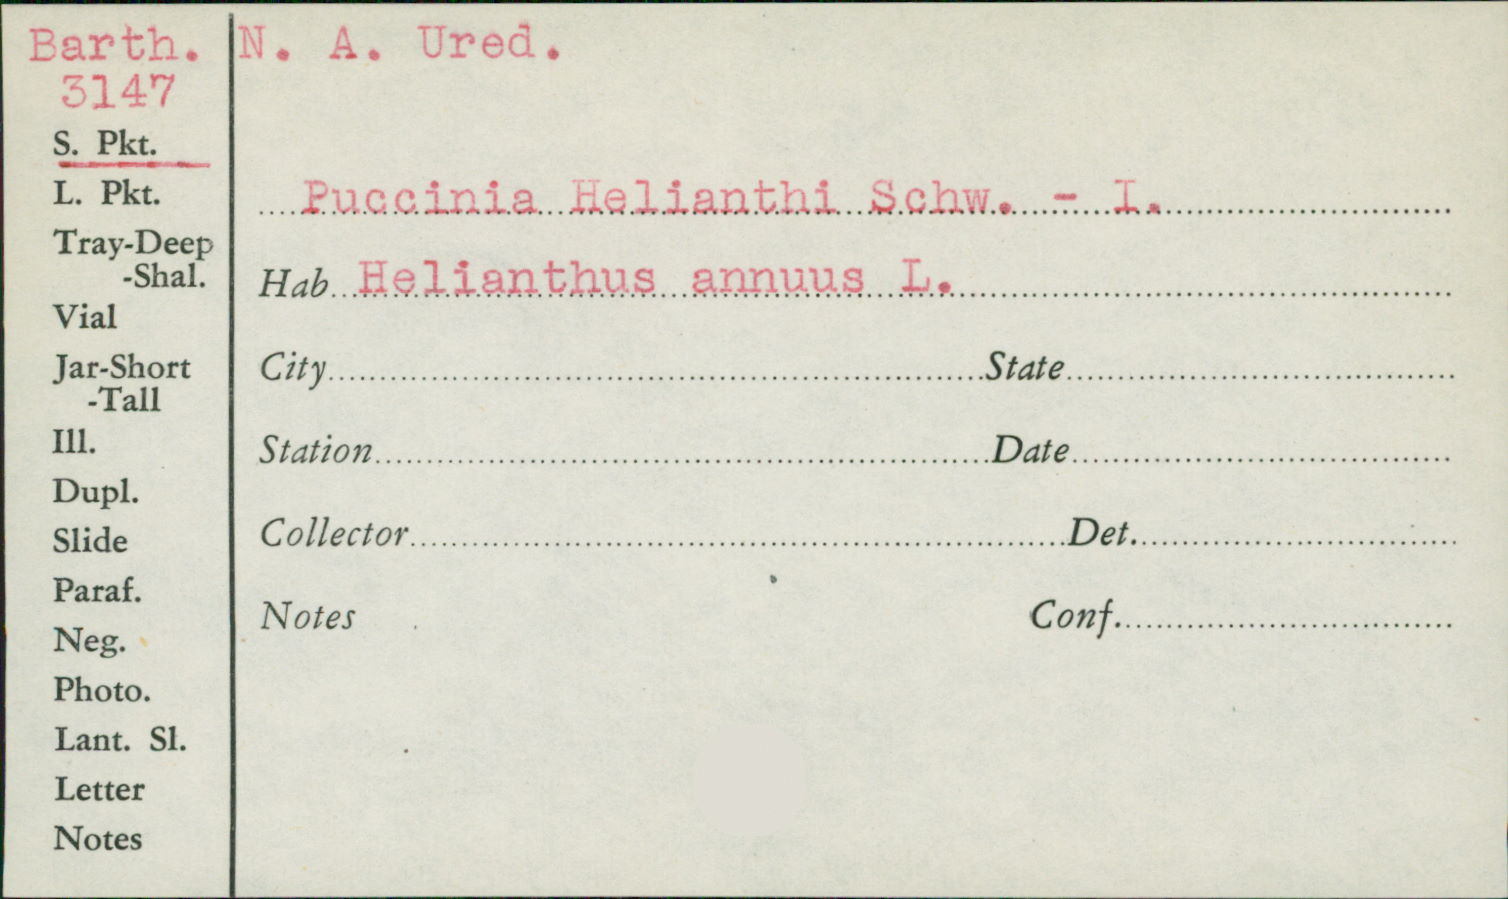 Barth.
3147
N. A. Ured.
S. Pkt.
L. Pkt.
Tray-Deep
-Shal.
Vial
Jar-Short
-Tall
Ill.
Dupl.
Slide
Paraf.
Neg.
Photo.
Lant. Sl.
Letter
Notes
Puccinia Helianthi Schw. - I.
Hab Helianthus annuus L.
City State
Station Date
Collector Det.
Notes Conf.